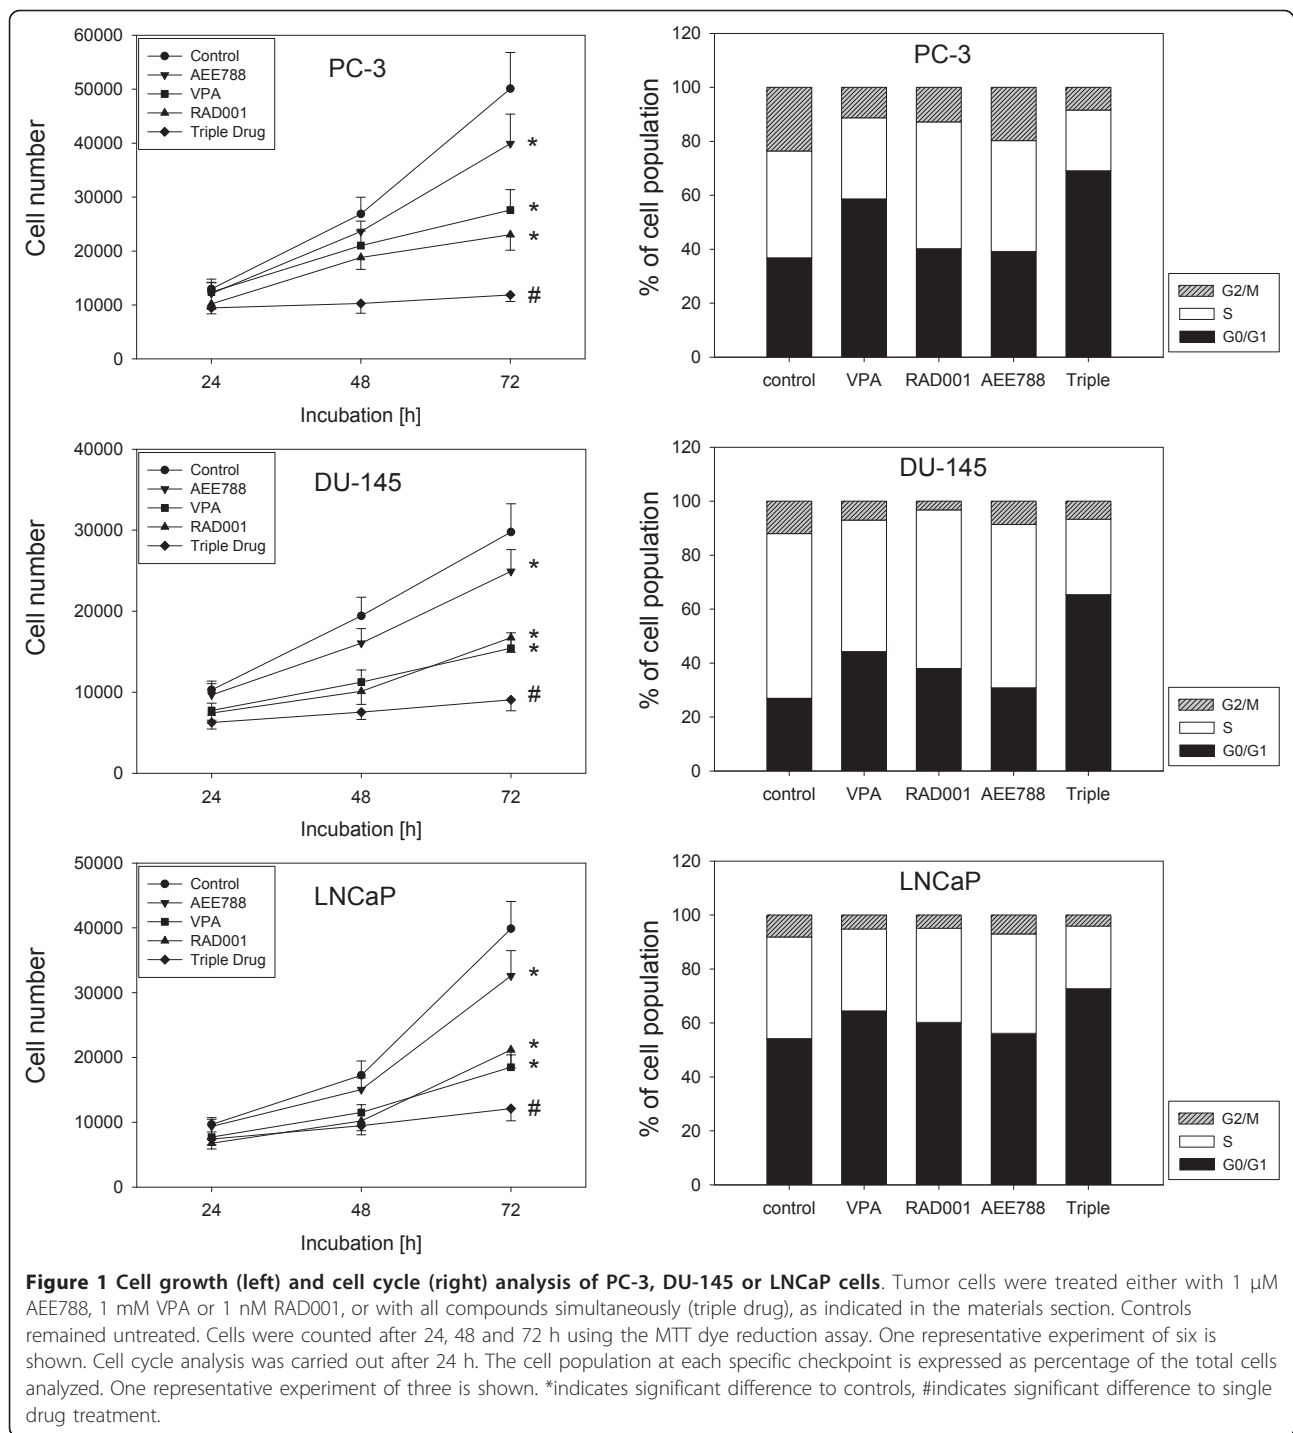 60000
50000
40000
30000
20000
10000
0
Cell number
Control
AEE788
VPA
RAD001
Triple Drug
PC-3
*
*
*
#
24
48
72
Incubation [h]
120
100
80
60
40
20
0
% of cell population
PC-3
control
VPA
RAD001
AEE788
Triple
G2/M
S
G0/G1
40000
30000
20000
10000
0
Cell number
Control
AEE788
VPA
RAD001
Triple Drug
DU-145
*
*
*
#
24
48
72
Incubation [h]
120
100
80
60
40
20
0
% of cell population
DU-145
control
VPA
RAD001
AEE788
Triple
G2/M
S
G0/G1
50000
40000
30000
20000
10000
0
Cell number
Control
AEE788
VPA
RAD001
Triple Drug
LNCaP
*
*
*
#
24
48
72
Incubation [h]
120
100
80
60
40
20
0
% of cell population
LNCaP
control
VPA
RAD001
AEE788
Triple
G2/M
S
G0/G1
Figure 1 Cell growth (left) and cell cycle (right) analysis of PC-3, DU-145 or LNCaP cells. Tumor cells were treated either with 1 μM
AEE788, 1 mM VPA or 1 nM RAD001, or with all compounds simultaneously (triple drug), as indicated in the materials section. Controls
remained untreated. Cells were counted after 24, 48 and 72 h using the MTT dye reduction assay. One representative experiment of six is
shown. Cell cycle analysis was carried out after 24 h. The cell population at each specific checkpoint is expressed as percentage of the total cells
analyzed. One representative experiment of three is shown. *indicates significant difference to controls, #indicates significant difference to single
drug treatment.